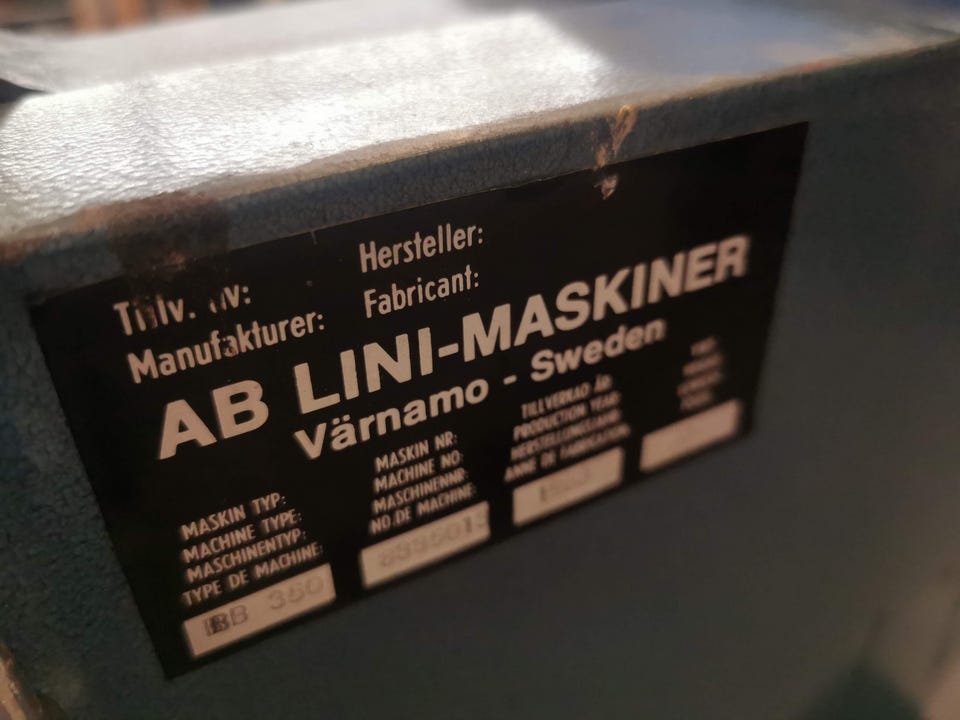 Tillv. av:
Manufakturer:
Hersteller:
Fabricant:
AB LINI-MASKINER
Värnamo - Sweden
MASKIN TYP:
MACHINE TYPE:
MASCHINENTYP:
TYPE DE MACHINE:
BB 350
MASKIN NR:
MACHINE NO:
MASCHINENNR:
NO.DE MACHINE:
TILLVERKAD ÅR:
PRODUCTION YEAR:
HERSTELLUNGSJAHR:
ANNE DE FABRICATION: